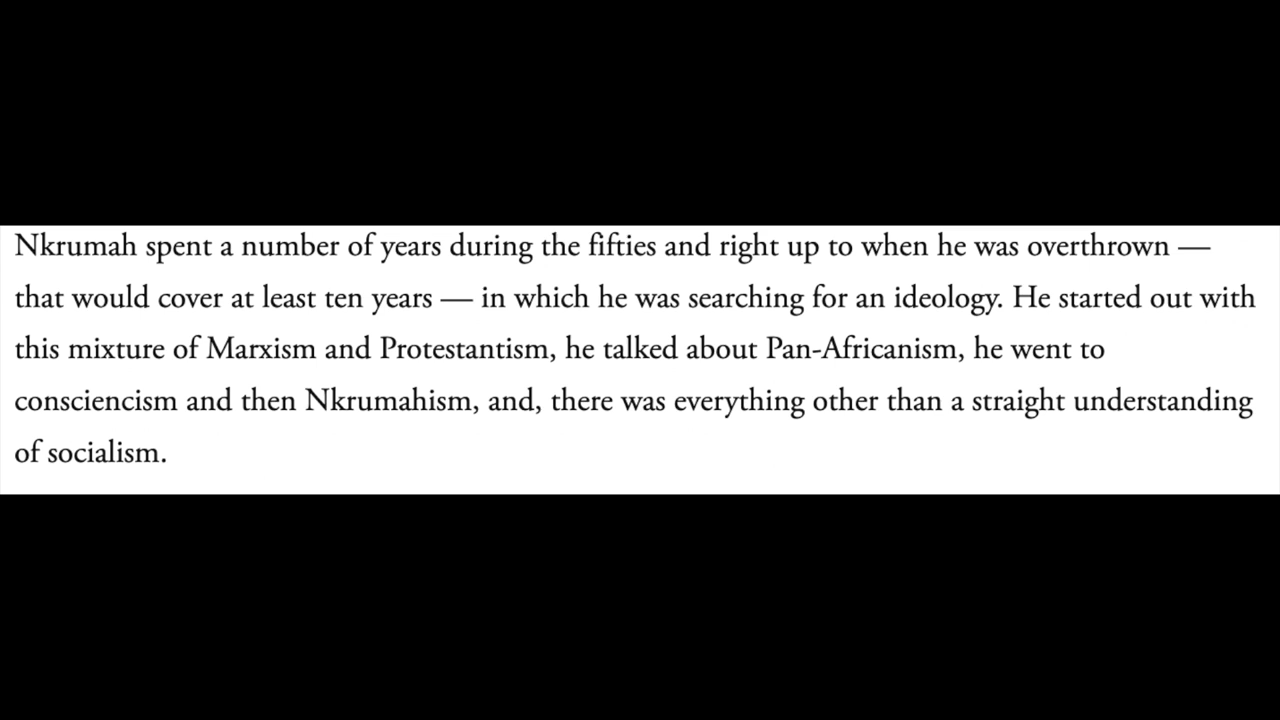 Nkrumah spent a number of years during the fifties and right up to when he was overthrown —
that would cover at least ten years — in which he was searching for an ideology. He started out with
this mixture of Marxism and Protestantism, he talked about Pan-Africanism, he went to
consciencism and then Nkrumahism, and, there was everything other than a straight understanding
of socialism.